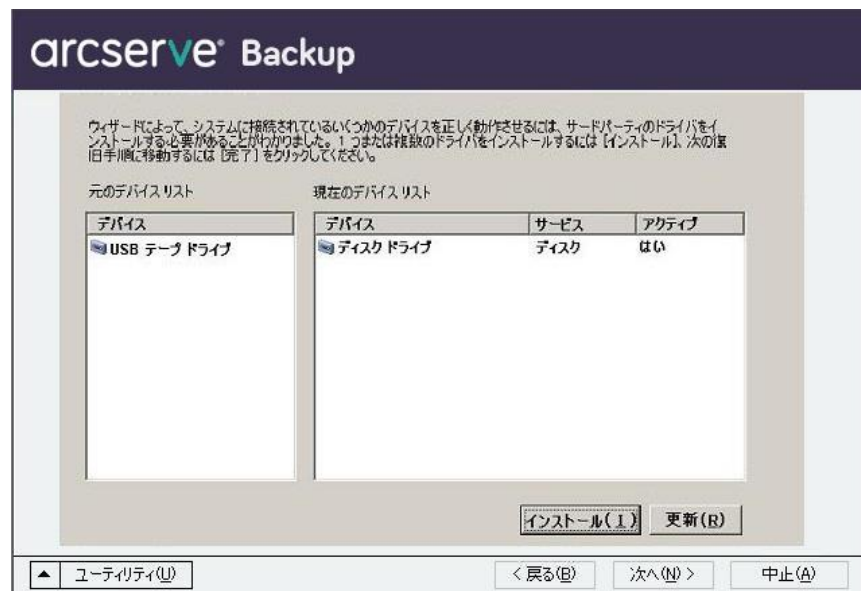 arcserve® Backup
ウィザードによって、システムに接続されているいくつかのデバイスを正しく動作させるには、サードパーティのドライバをイ
ンストールする必要があることがわかりました。1 つまたは複数のドライバをインストールするには [インストール]、次の復
旧手順に移動するには [完了] をクリックしてください。
元のデバイス リスト 現在のデバイス リスト
デバイス デバイス サービス アクティブ
USB テープ ドライブ ディスク ドライブ ディスク はい
インストール(I) 更新(R)
▲ ユーティリティ(U) < 戻る(B) 次へ(N) > 中止(A)